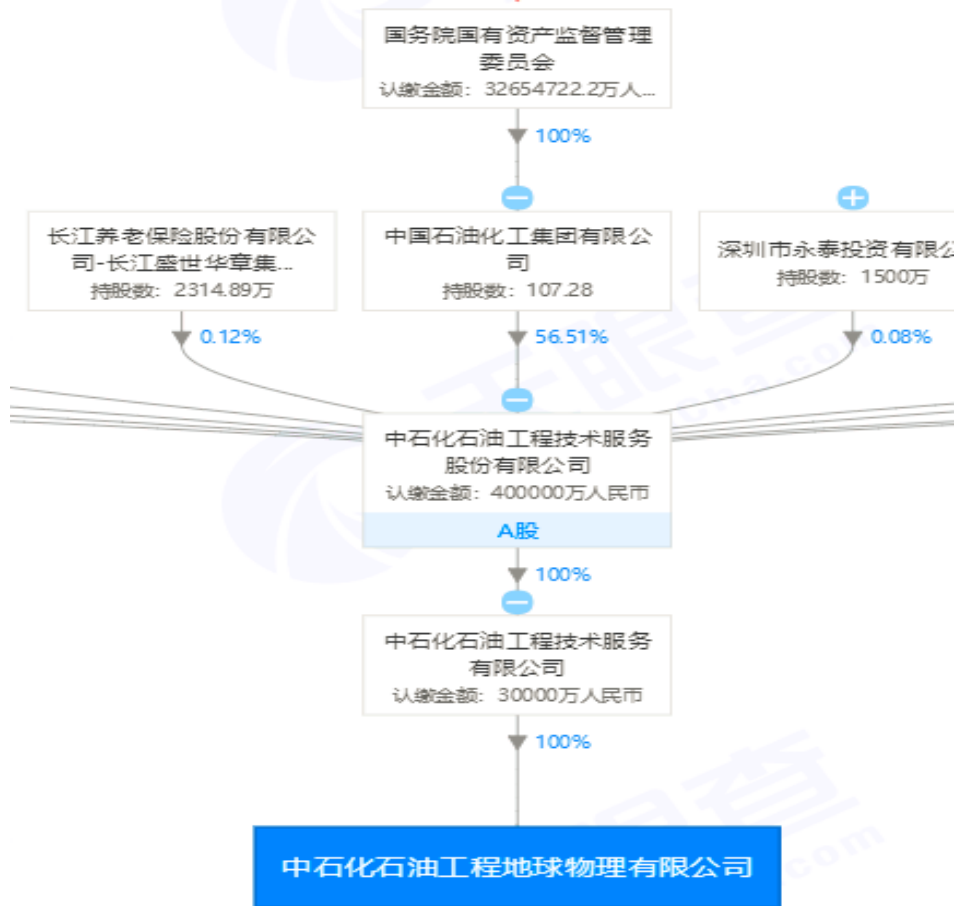 国务院国有资产监督管理
委员会
认缴金额：32654722.2万人...
100%
长江养老保险股份有限公
司-长江盛世华章集...
持股数：2314.89万
中国石油化工集团有限公
司
持股数：107.28
深圳市永泰投资有限公
持股数：1500万
0.12%
56.51%
0.08%
中石化石油工程技术服务
股份有限公司
认缴金额：400000万人民币
A股
100%
中石化石油工程技术服务
有限公司
认缴金额：30000万人民币
100%
中石化石油工程地球物理有限公司